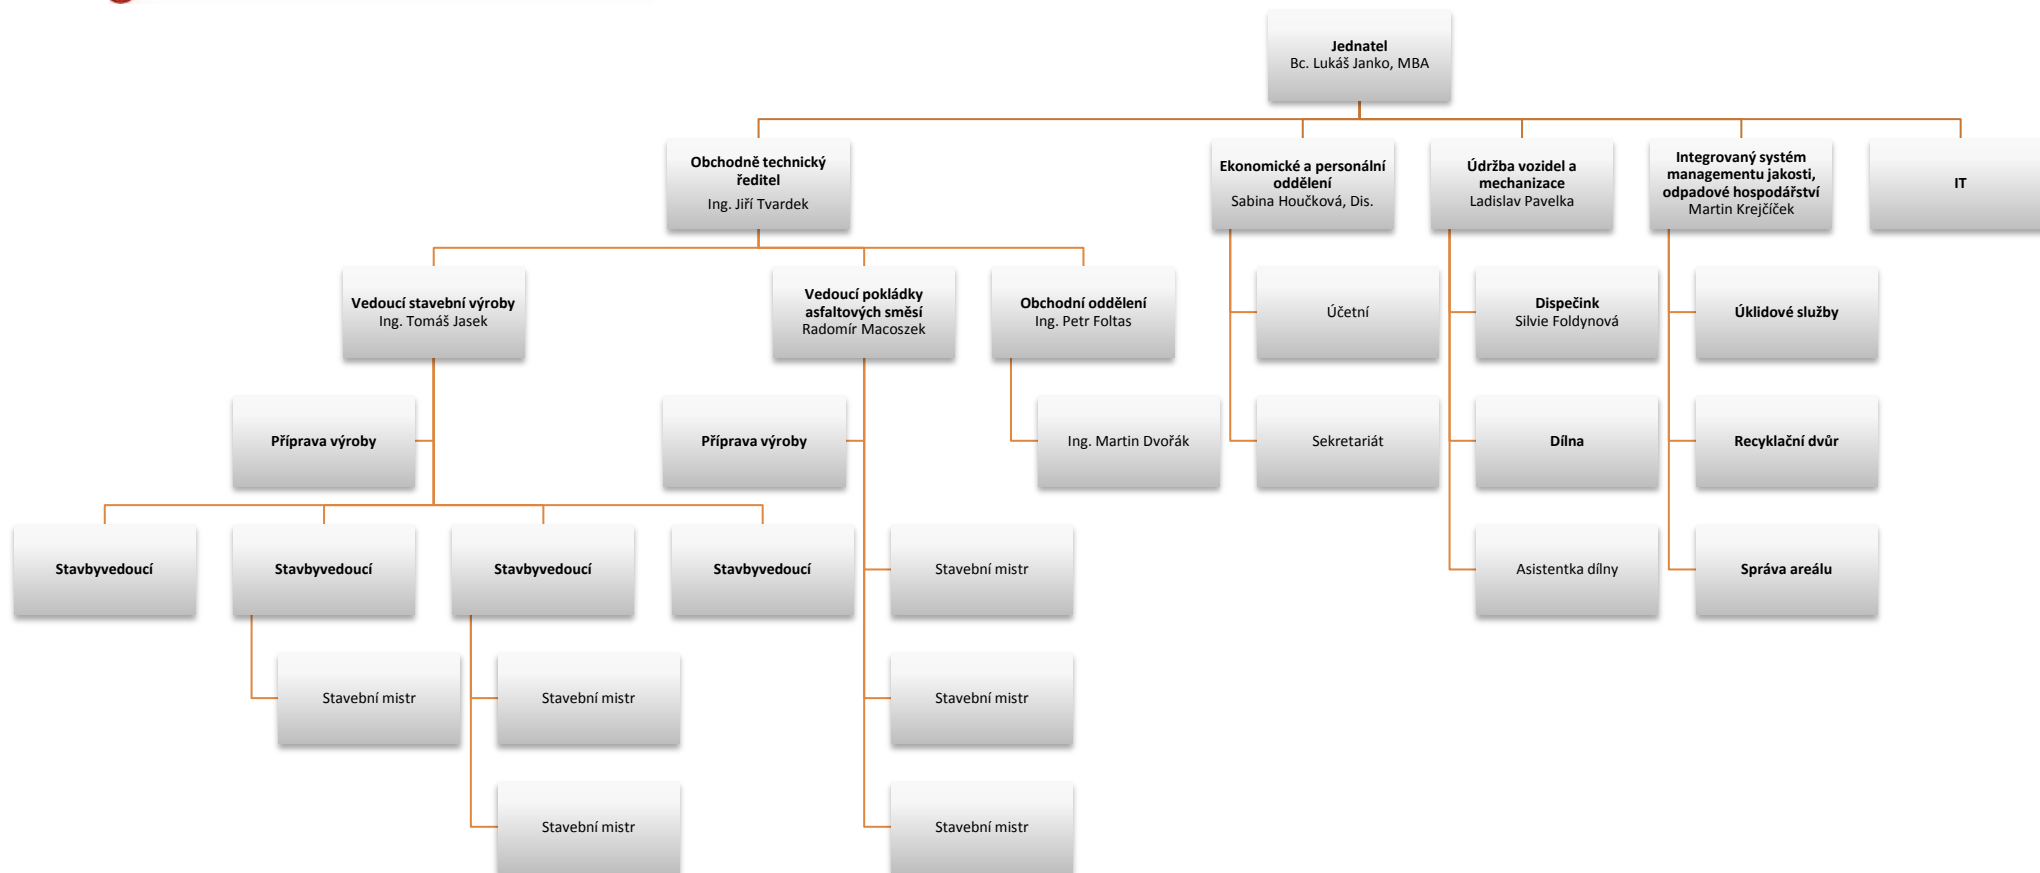 Jednatel
Bc. Lukáš Janko, MBA
Obchodně technický
ředitel
Ing. Jiří Tvardek
Ekonomické a personální
oddělení
Sabina Houčková, Dis.
Údržba vozidel a
mechanizace
Ladislav Pavelka
Integrovaný systém
managementu jakosti,
odpadové hospodářství
Martin Krejčíček
IT
Vedoucí stavební výroby
Ing. Tomáš Jasek
Vedoucí pokládky
asfaltových směsí
Radomír Macoszek
Obchodní oddělení
Ing. Petr Foltas
Účetní
Dispečink
Silvie Foldynová
Úklidové služby
Příprava výroby
Příprava výroby
Ing. Martin Dvořák
Sekretariát
Dílna
Recyklační dvůr
Stavbyvedoucí
Stavbyvedoucí
Stavbyvedoucí
Stavbyvedoucí
Stavební mistr
Asistentka dílny
Správa areálu
Stavební mistr
Stavební mistr
Stavební mistr
Stavební mistr
Stavební mistr